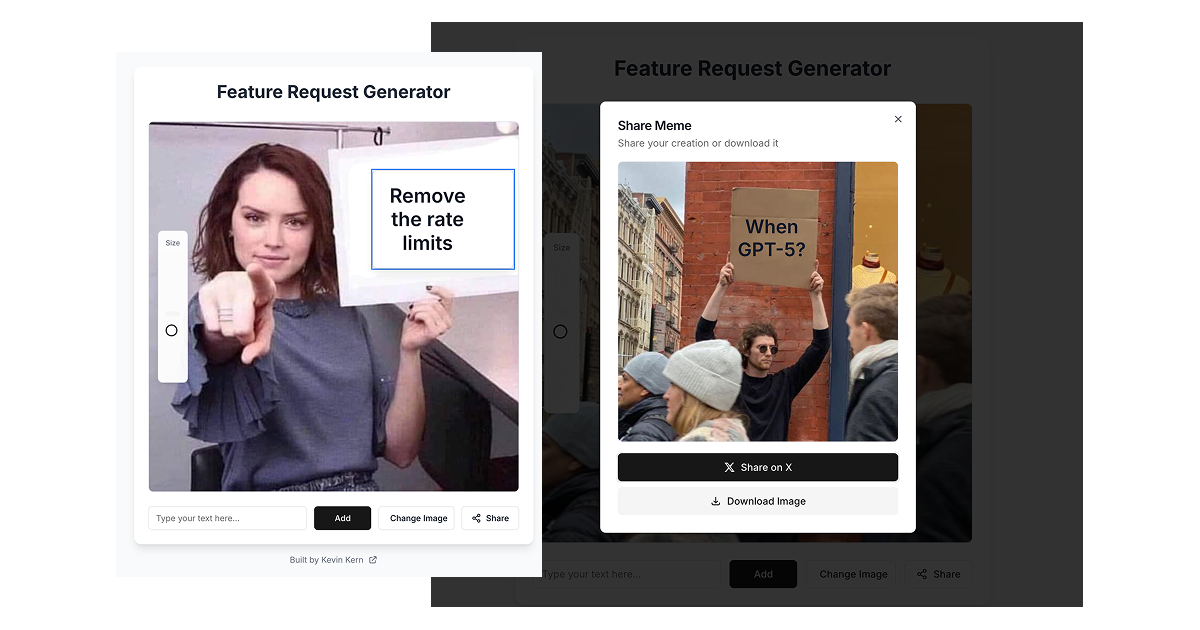 Feature Request Generator
Remove
the rate
limits
Size
Type your text here...
Add
Change Image
Share
Built by Kevin Kern
Feature Request Generator
Share Meme
Share your creation or download it
When
GPT-5?
Size
Share on X
Download Image
Type your text here...
Add
Change Image
Share